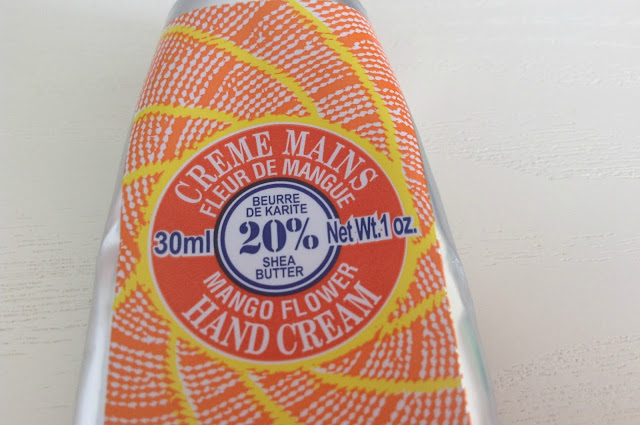 CREME MAINS
FLEUR DE MANGUE
BEURRE
DE KARITE
30ml 20% Net Wt.1 oz.
SHEA
BUTTER
MANGO FLOWER
HAND CREAM